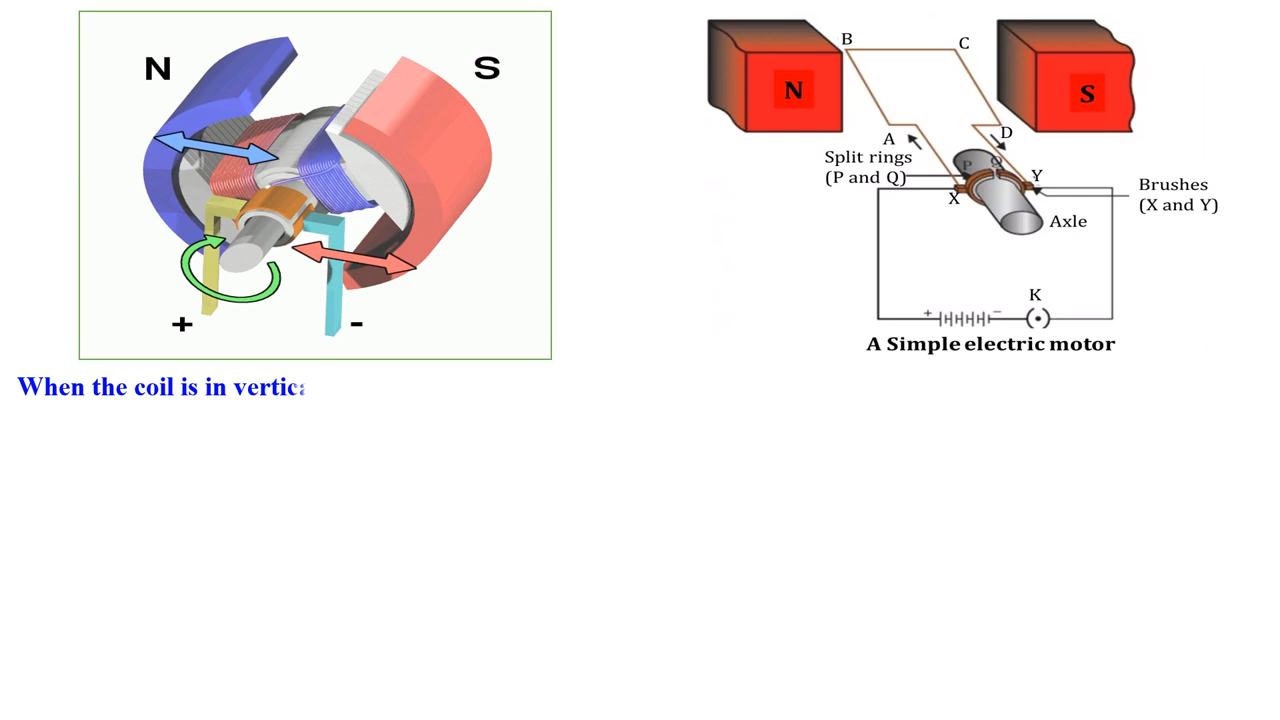 N
S
+
-
When the coil is in vertic
N
S
B
C
A
D
Split rings
(P and Q)
P
Q
X
Y
Brushes
(X and Y)
Axle
K
+
−
A Simple electric motor